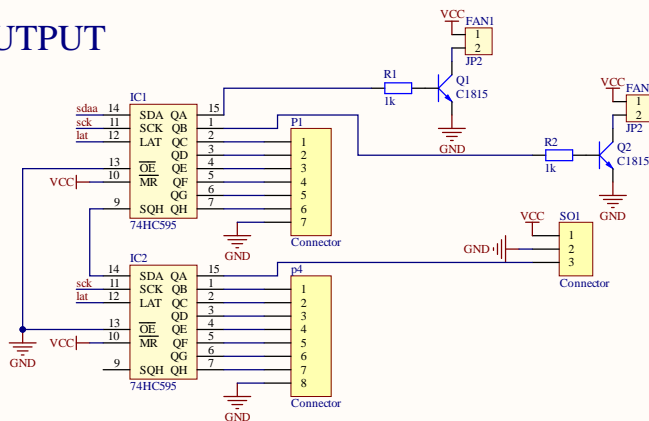 UTPUT
VCC FAN1
1
2
JP2
R1
1k
Q1
C1815
GND
VCC FAN
1
2
JP2
R2
1k
Q2
C1815
GND
IC1
sdaa 14 SDA QA 15
sck 11 SCK QB 1
lat 12 LAT QC 2
QD 3
13 OE QE 4
VCC 10 MR QF 5
QG 6
9 SQH QH 7
74HC595
P1
1
2
3
4
5
6
7
Connector
GND
VCC SO1
1
GND 2
3
Connector
IC2
14 SDA QA 15
sck 11 SCK QB 1
lat 12 LAT QC 2
QD 3
13 OE QE 4
VCC 10 MR QF 5
QG 6
9 SQH QH 7
74HC595
GND
p4
1
2
3
4
5
6
7
8
Connector
GND